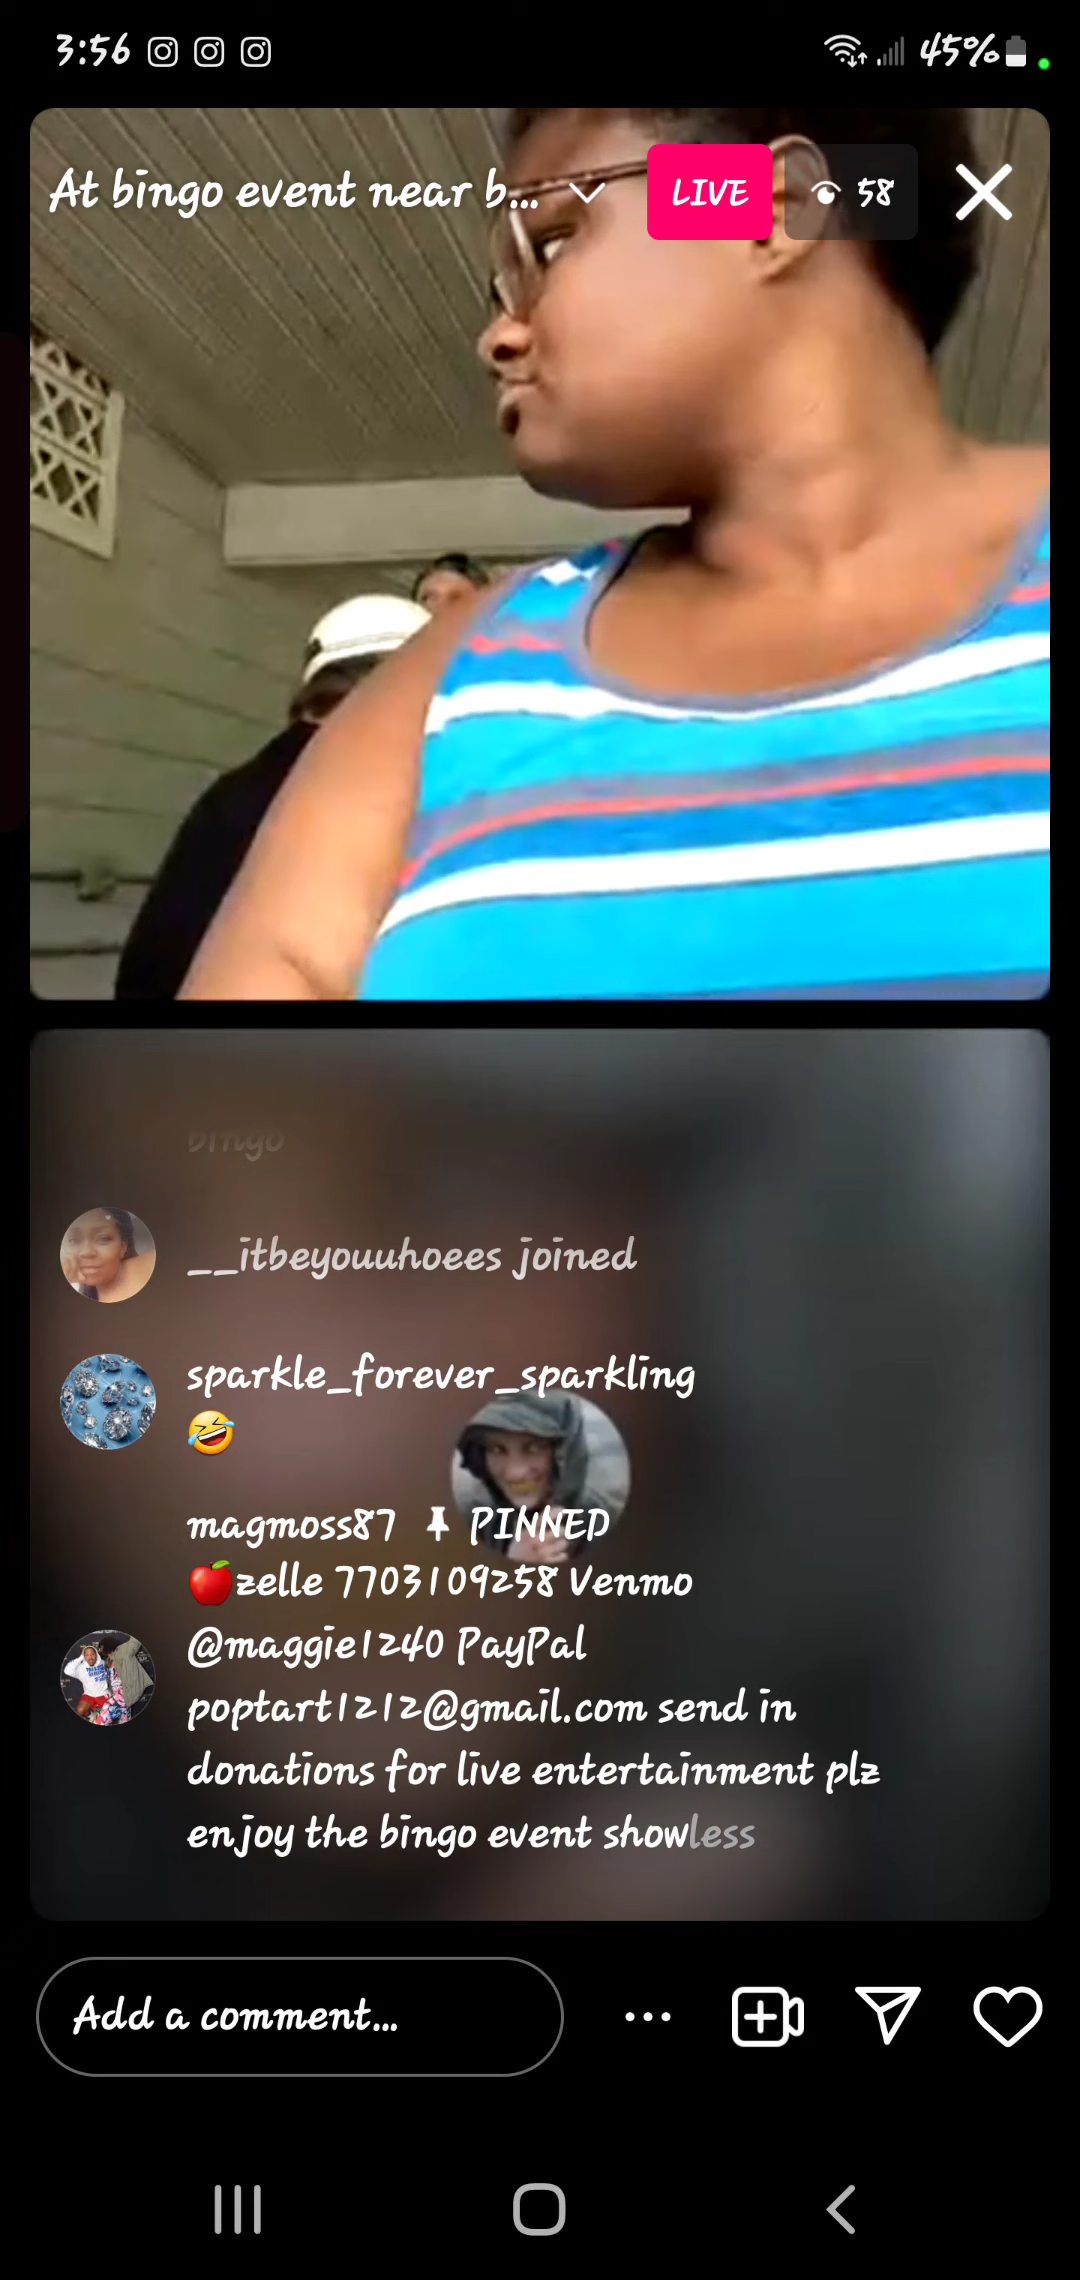 3:56
45%
At bingo event near b...
LIVE
58
bingo
__itbeyouuhoees joined
sparkle_forever_sparkling
🤣
magmoss87 📌 PINNED
🍎zelle 7703109258 Venmo
@maggie1240 PayPal
poptart1212@gmail.com send in
donations for live entertainment plz
enjoy the bingo event showless
Add a comment...